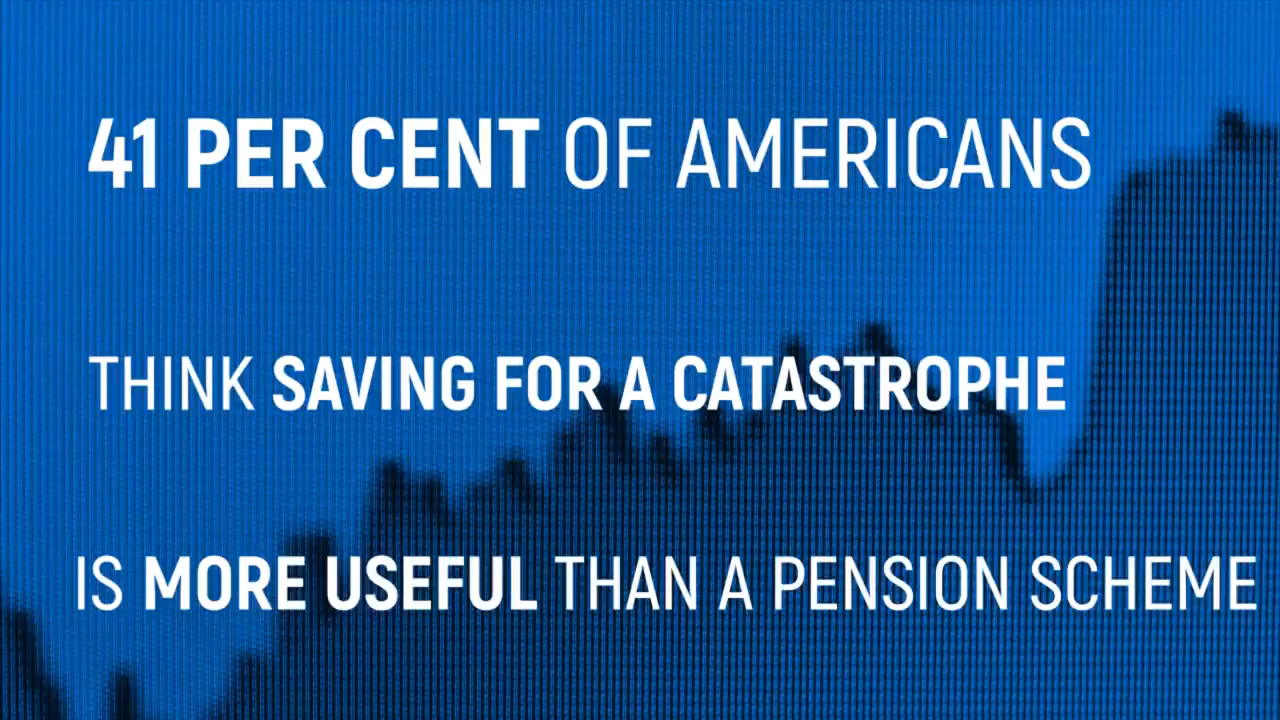 41 PER CENT OF AMERICANS
THINK SAVING FOR A CATASTROPHE
IS MORE USEFUL THAN A PENSION SCHEME